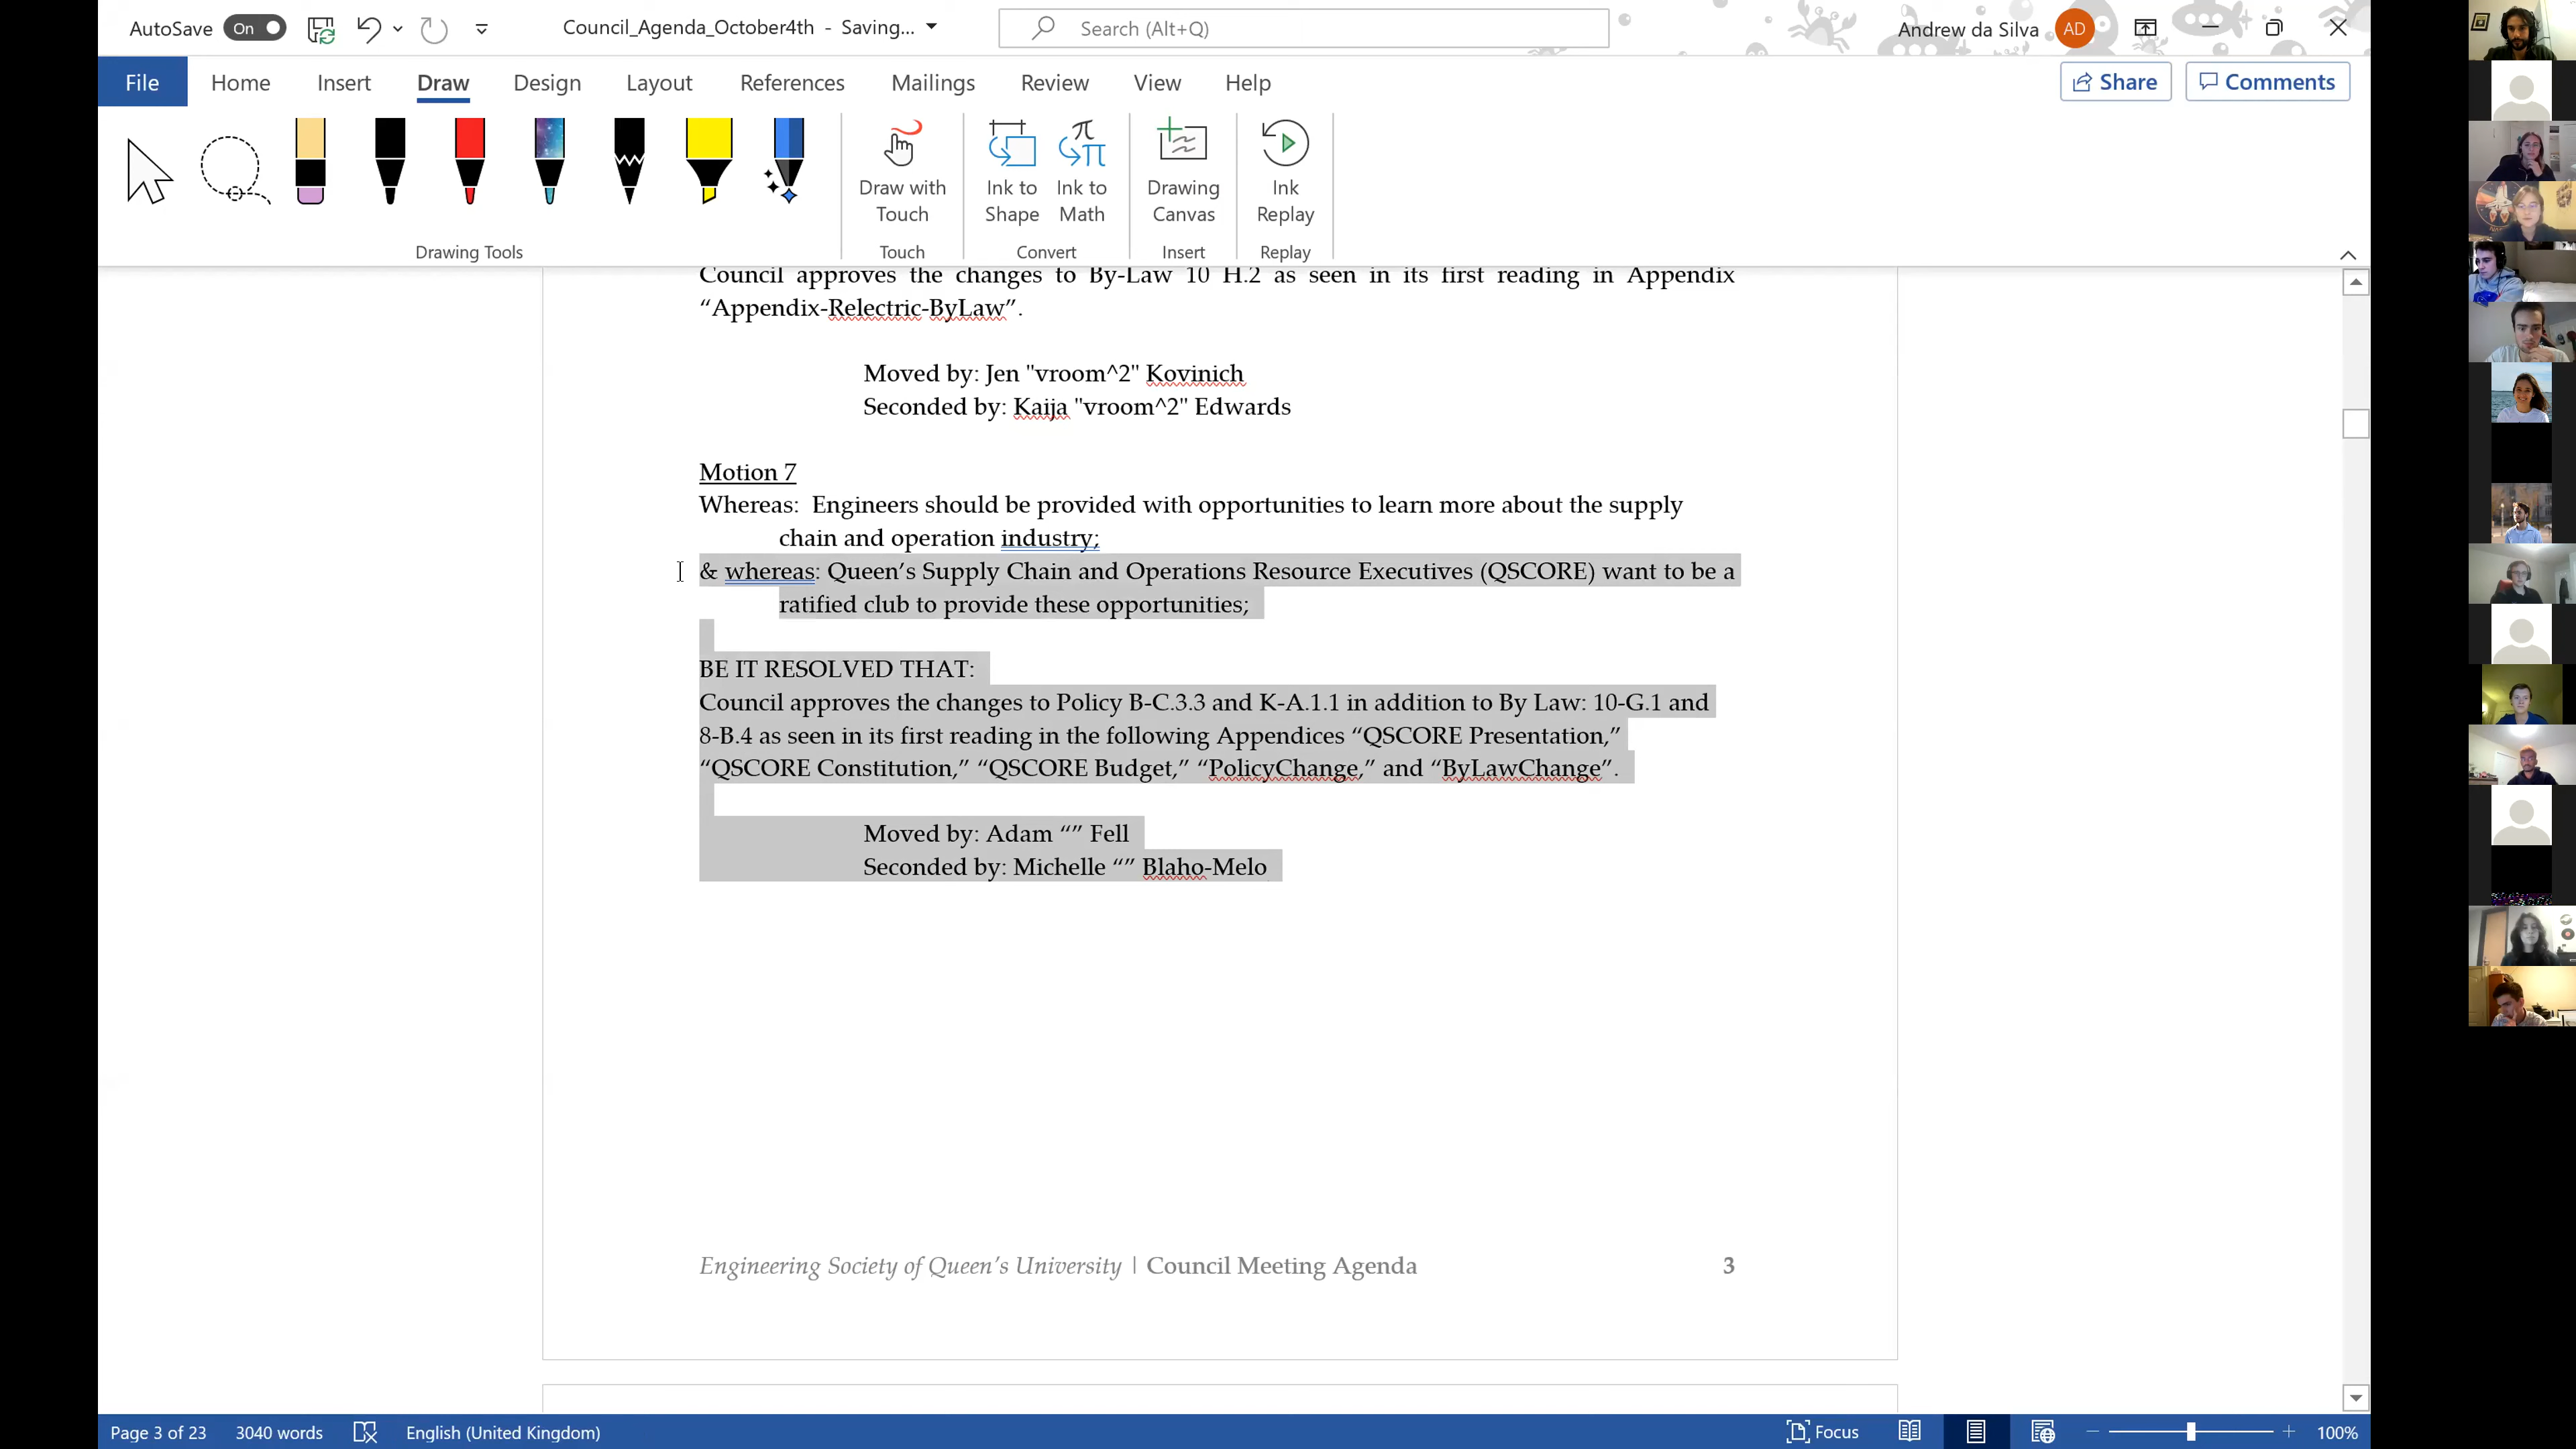 AutoSave On Council_Agenda_October4th - Saving... Search (Alt+Q) Andrew da Silva AD
File Home Insert Draw Design Layout References Mailings Review View Help Share Comments
Draw with Touch
Ink to Shape
Ink to Math
Drawing Canvas
Ink Replay
Drawing Tools Touch Convert Insert Replay
Council approves the changes to By-Law 10 H.2 as seen in its first reading in Appendix
“Appendix-Relectric-ByLaw”.
Moved by: Jen "vroom^2" Kovinich
Seconded by: Kaija "vroom^2" Edwards
Motion 7
Whereas: Engineers should be provided with opportunities to learn more about the supply
chain and operation industry;
& whereas: Queen’s Supply Chain and Operations Resource Executives (QSCORE) want to be a
ratified club to provide these opportunities;
BE IT RESOLVED THAT:
Council approves the changes to Policy B-C.3.3 and K-A.1.1 in addition to By Law: 10-G.1 and
8-B.4 as seen in its first reading in the following Appendices “QSCORE Presentation,”
“QSCORE Constitution,” “QSCORE Budget,” “PolicyChange,” and “ByLawChange”.
Moved by: Adam “” Fell
Seconded by: Michelle “” Blaho-Melo
Engineering Society of Queen’s University | Council Meeting Agenda 3
Page 3 of 23 3040 words English (United Kingdom) Focus 100%